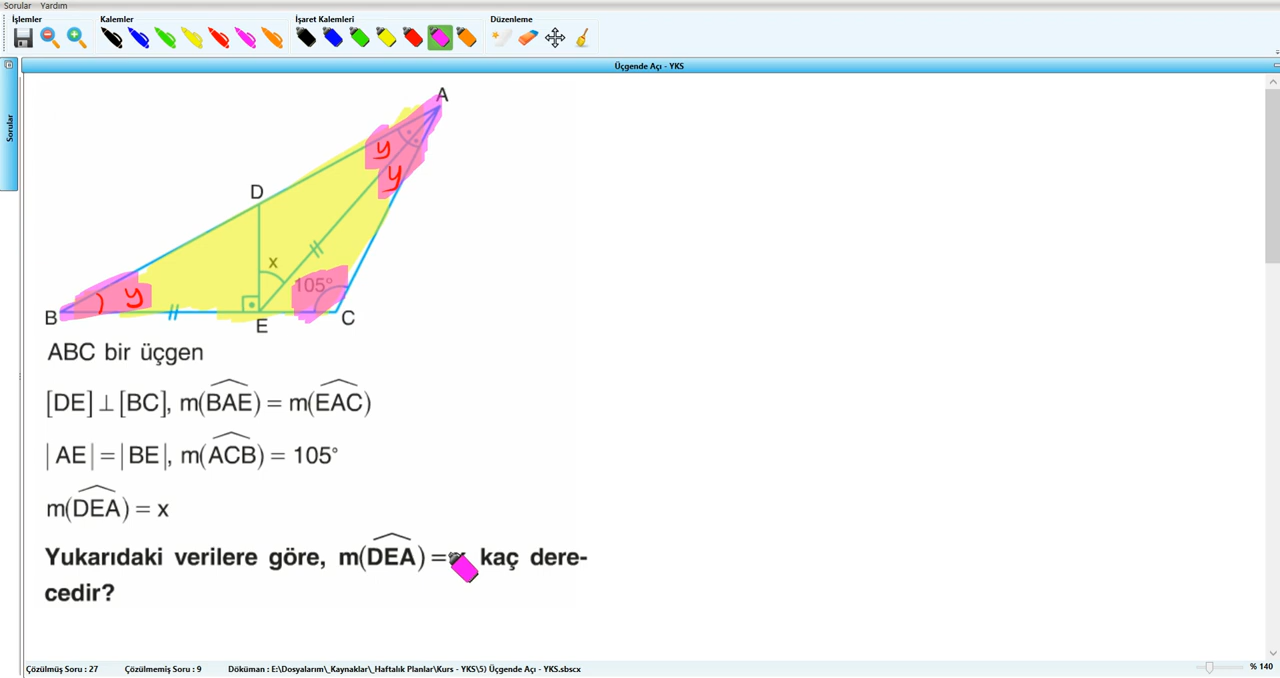 Sorular Yardım
İşlemler Kalemler İşaret Kalemleri Düzenleme
Üçgende Açı - YKS
Sorular
A
y
y
D
x
105°
y
B
E
C
ABC bir üçgen
[DE] ⊥ [BC], m(BAE) = m(EAC)
|AE| = |BE|, m(ACB) = 105°
m(DEA) = x
Yukarıdaki verilere göre, m(DEA) = kaç dere-
cedir?
Çözülmüş Soru : 27 Çözülmemiş Soru : 9 Döküman : E:\Dosyalarım\_Kaynaklar\_Haftalık Planlar\Kurs - YKS\5) Üçgende Açı - YKS.sbscx % 140